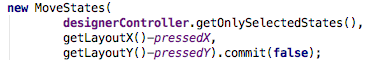 new MoveStates(
designerController.getOnlySelectedStates(),
getLayoutX()-pressedX,
getLayoutY()-pressedY).commit(false);